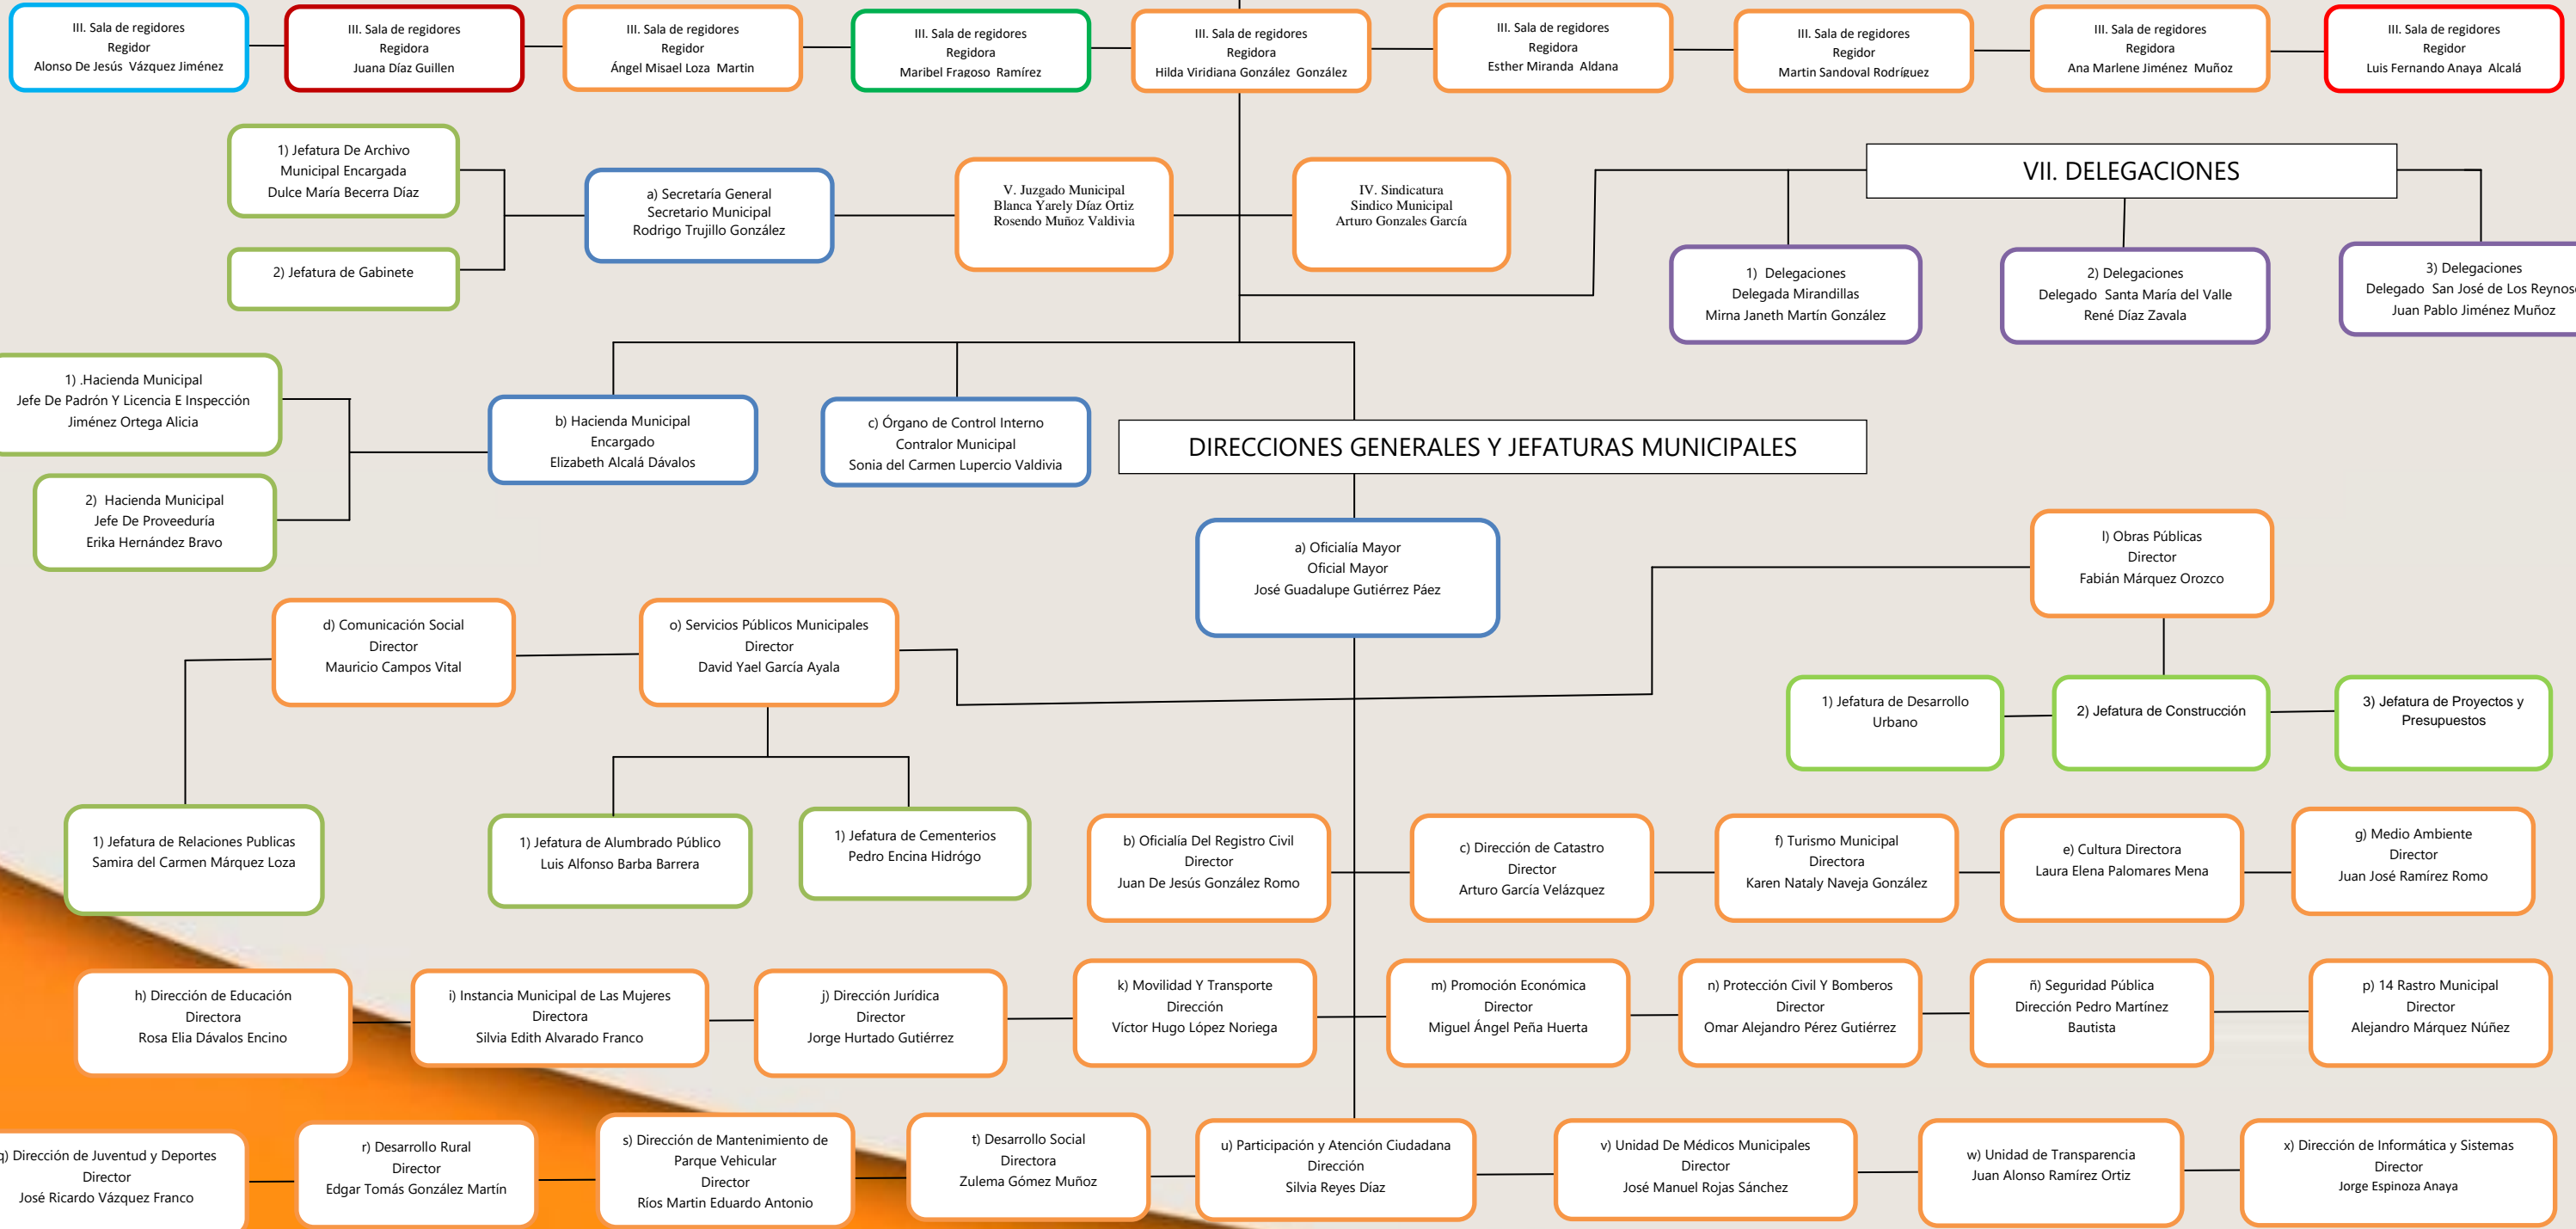 III. Sala de regidores
Regidor
Alonso De Jesús Vázquez Jiménez
III. Sala de regidores
Regidora
Juana Díaz Guillen
III. Sala de regidores
Regidor
Ángel Misael Loza Martin
III. Sala de regidores
Regidora
Maribel Fragoso Ramírez
III. Sala de regidores
Regidora
Hilda Viridiana González González
III. Sala de regidores
Regidora
Esther Miranda Aldana
III. Sala de regidores
Regidor
Martin Sandoval Rodríguez
III. Sala de regidores
Regidora
Ana Marlene Jiménez Muñoz
III. Sala de regidores
Regidor
Luis Fernando Anaya Alcalá
1) Jefatura De Archivo
Municipal Encargada
Dulce María Becerra Díaz
2) Jefatura de Gabinete
a) Secretaría General
Secretario Municipal
Rodrigo Trujillo González
V. Juzgado Municipal
Blanca Yarely Díaz Ortiz
Rosendo Muñoz Valdivia
IV. Sindicatura
Sindico Municipal
Arturo Gonzales García
VII. DELEGACIONES
1) Delegaciones
Delegada Mirandillas
Mirna Janeth Martín González
2) Delegaciones
Delegado Santa María del Valle
René Díaz Zavala
3) Delegaciones
Delegado San José de Los Reynoso
Juan Pablo Jiménez Muñoz
1) .Hacienda Municipal
Jefe De Padrón Y Licencia E Inspección
Jiménez Ortega Alicia
2) Hacienda Municipal
Jefe De Proveeduría
Erika Hernández Bravo
b) Hacienda Municipal
Encargado
Elizabeth Alcalá Dávalos
c) Órgano de Control Interno
Contralor Municipal
Sonia del Carmen Lupercio Valdivia
DIRECCIONES GENERALES Y JEFATURAS MUNICIPALES
a) Oficialía Mayor
Oficial Mayor
José Guadalupe Gutiérrez Páez
l) Obras Públicas
Director
Fabián Márquez Orozco
d) Comunicación Social
Director
Mauricio Campos Vital
o) Servicios Públicos Municipales
Director
David Yael García Ayala
1) Jefatura de Desarrollo
Urbano
2) Jefatura de Construcción
3) Jefatura de Proyectos y
Presupuestos
1) Jefatura de Relaciones Publicas
Samira del Carmen Márquez Loza
1) Jefatura de Alumbrado Público
Luis Alfonso Barba Barrera
1) Jefatura de Cementerios
Pedro Encina Hidrógo
b) Oficialía Del Registro Civil
Director
Juan De Jesús González Romo
c) Dirección de Catastro
Director
Arturo García Velázquez
f) Turismo Municipal
Directora
Karen Nataly Naveja González
e) Cultura Directora
Laura Elena Palomares Mena
g) Medio Ambiente
Director
Juan José Ramírez Romo
h) Dirección de Educación
Directora
Rosa Elia Dávalos Encino
i) Instancia Municipal de Las Mujeres
Directora
Silvia Edith Alvarado Franco
j) Dirección Jurídica
Director
Jorge Hurtado Gutiérrez
k) Movilidad Y Transporte
Dirección
Víctor Hugo López Noriega
m) Promoción Económica
Director
Miguel Ángel Peña Huerta
n) Protección Civil Y Bomberos
Director
Omar Alejandro Pérez Gutiérrez
ñ) Seguridad Pública
Dirección Pedro Martínez
Bautista
p) 14 Rastro Municipal
Director
Alejandro Márquez Núñez
q) Dirección de Juventud y Deportes
Director
José Ricardo Vázquez Franco
r) Desarrollo Rural
Director
Edgar Tomás González Martín
s) Dirección de Mantenimiento de
Parque Vehicular
Director
Ríos Martin Eduardo Antonio
t) Desarrollo Social
Directora
Zulema Gómez Muñoz
u) Participación y Atención Ciudadana
Dirección
Silvia Reyes Díaz
v) Unidad De Médicos Municipales
Director
José Manuel Rojas Sánchez
w) Unidad de Transparencia
Juan Alonso Ramírez Ortiz
x) Dirección de Informática y Sistemas
Director
Jorge Espinoza Anaya